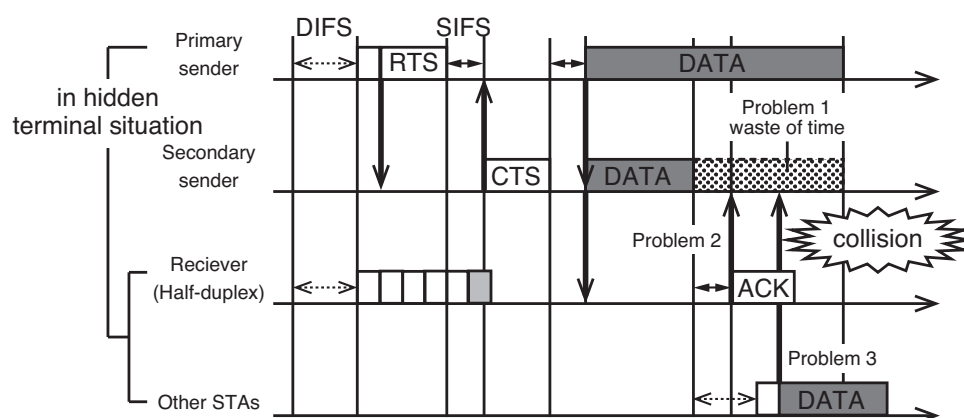 DIFS
SIFS
Primary
sender
RTS
DATA
in hidden
terminal situation
Problem 1
waste of time
Secondary
sender
CTS
DATA
Problem 2
collision
Reciever
(Half-duplex)
ACK
Problem 3
Other STAs
DATA